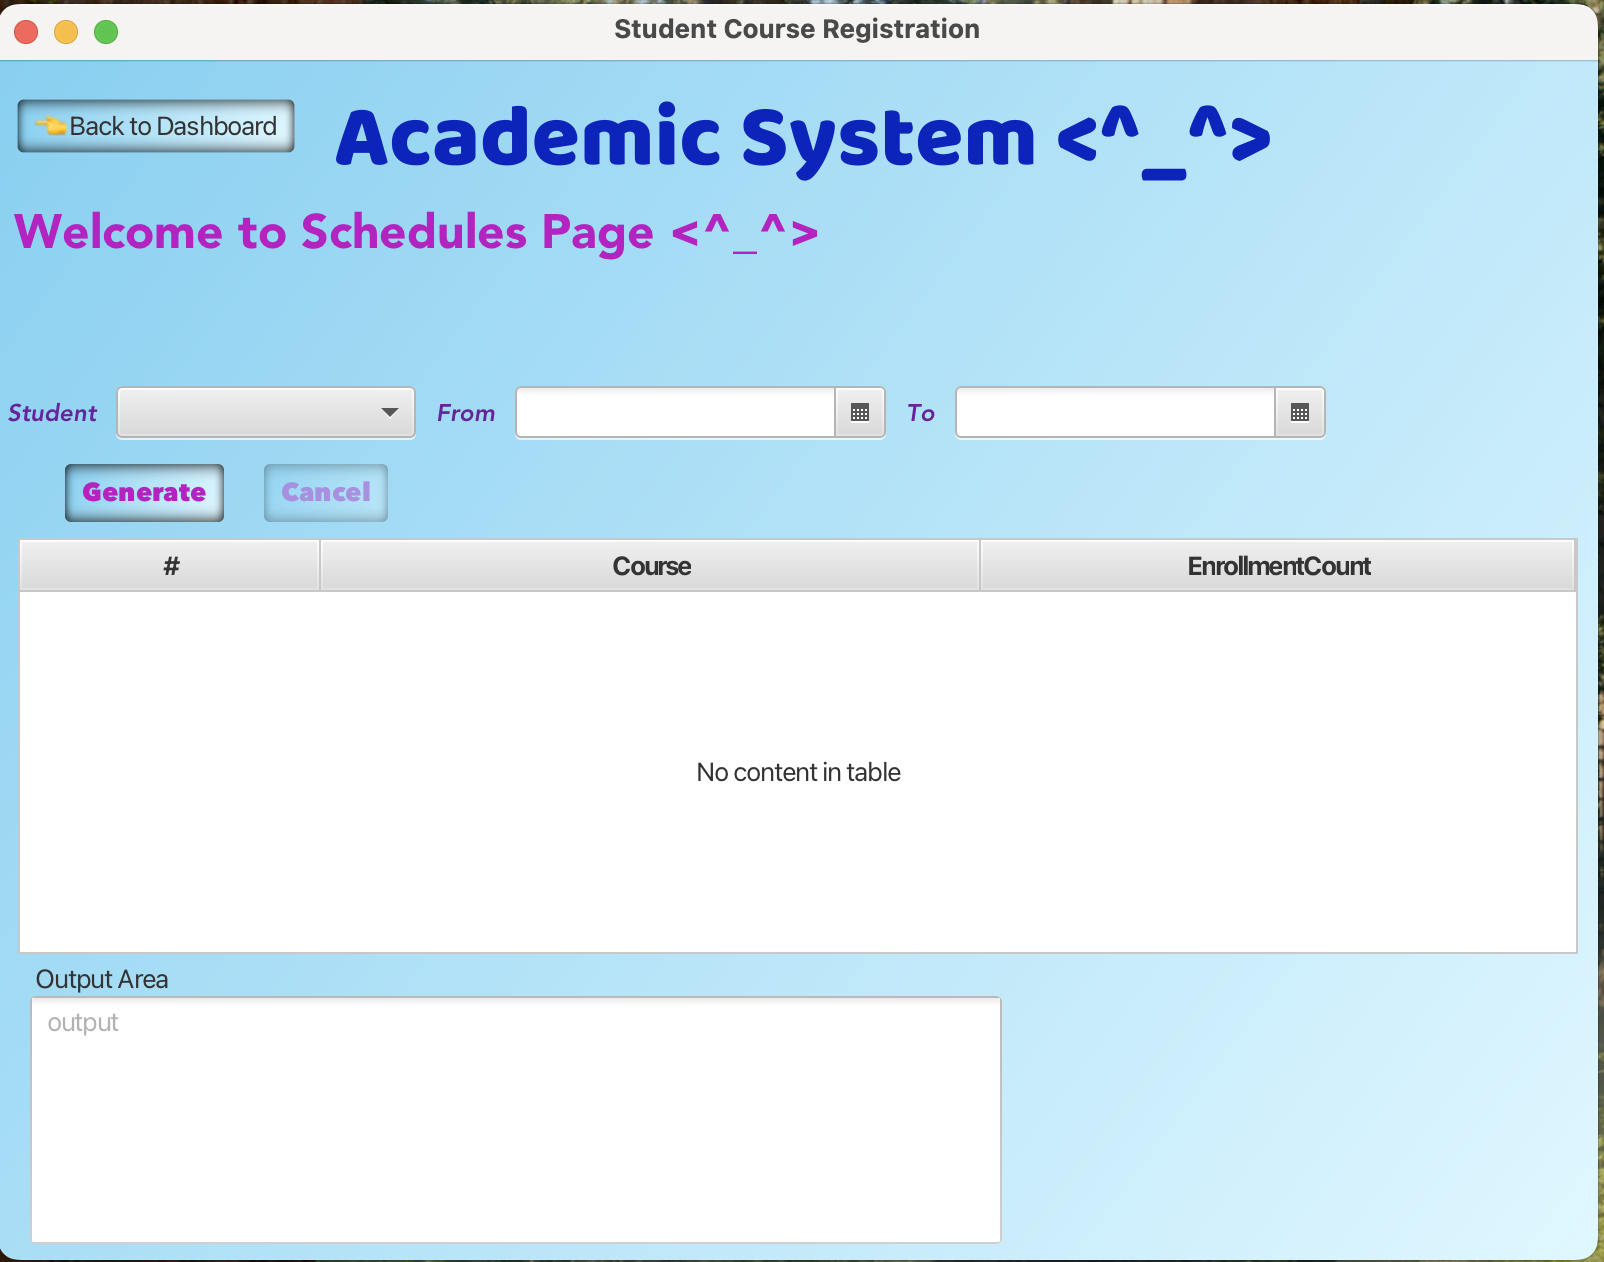 Student Course Registration
👈Back to Dashboard
Academic System <^_^>
Welcome to Schedules Page <^_^>
Student From To
Generate Cancel
# Course EnrollmentCount
No content in table
Output Area
output